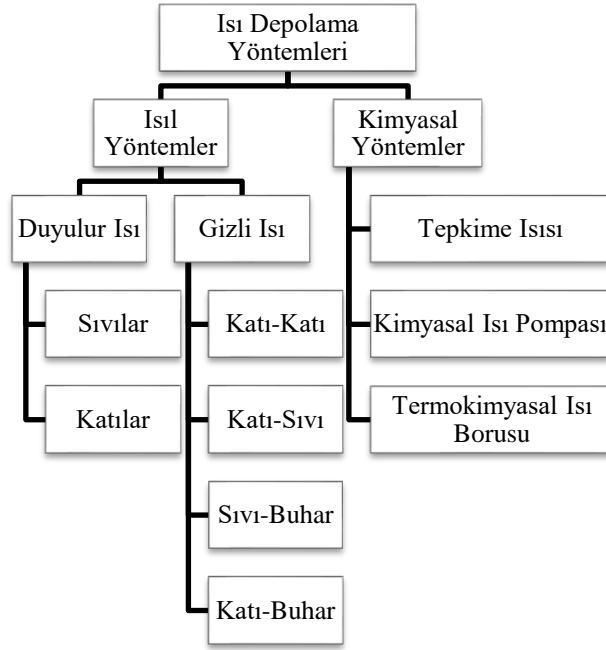 Isı Depolama
Yöntemleri
Isıl
Yöntemler
Kimyasal
Yöntemler
Duyulur Isı
Gizli Isı
Tepkime Isısı
Sıvılar
Katı-Katı
Kimyasal Isı Pompası
Katılar
Katı-Sıvı
Termokimyasal Isı
Borusu
Sıvı-Buhar
Katı-Buhar